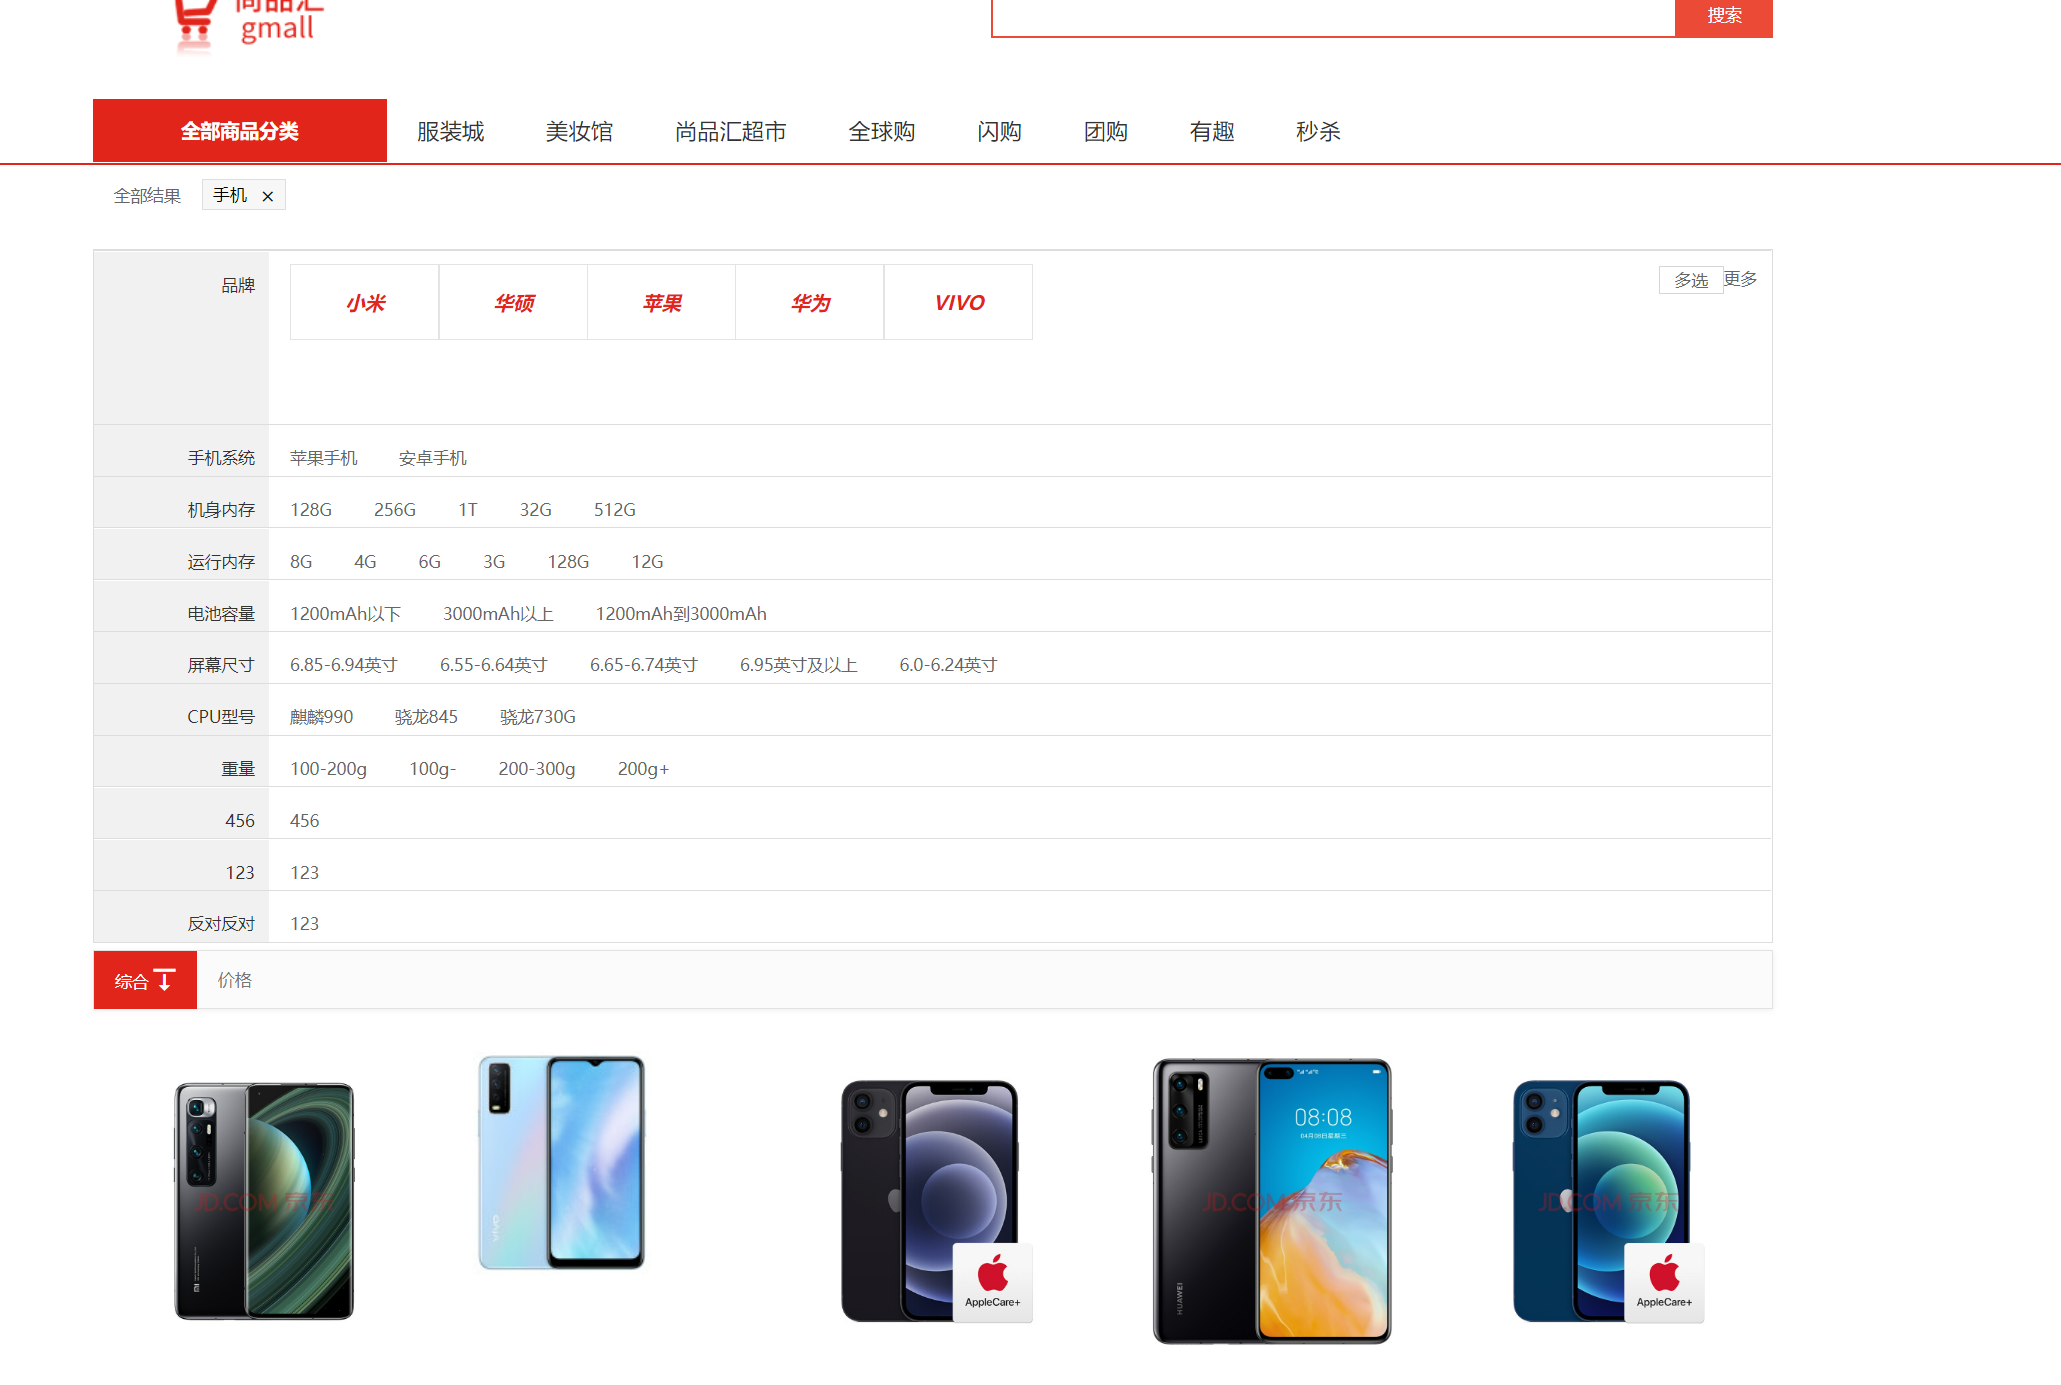 尚品汇
gmall
搜索
全部商品分类 服装城 美妆馆 尚品汇超市 全球购 闪购 团购 有趣 秒杀
全部结果 手机 ×
品牌 小米 华硕 苹果 华为 VIVO 多选 更多
手机系统 苹果手机 安卓手机
机身内存 128G 256G 1T 32G 512G
运行内存 8G 4G 6G 3G 128G 12G
电池容量 1200mAh以下 3000mAh以上 1200mAh到3000mAh
屏幕尺寸 6.85-6.94英寸 6.55-6.64英寸 6.65-6.74英寸 6.95英寸及以上 6.0-6.24英寸
CPU型号 麒麟990 骁龙845 骁龙730G
重量 100-200g 100g- 200-300g 200g+
456 456
123 123
反对反对 123
综合 价格
JD.COM 京东
vivo
AppleCare+
08:08
04月06日星期三
JD.COM 京东
HUAWEI
JD.COM 京东
AppleCare+